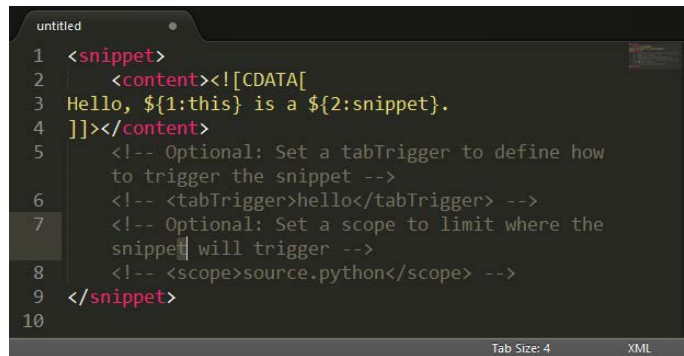 untitled
1 <snippet>
2 <content><![CDATA[
3 Hello, ${1:this} is a ${2:snippet}.
4 ]]></content>
5 <!-- Optional: Set a tabTrigger to define how
to trigger the snippet -->
6 <!-- <tabTrigger>hello</tabTrigger> -->
7 <!-- Optional: Set a scope to limit where the
snippet will trigger -->
8 <!-- <scope>source.python</scope> -->
9 </snippet>
10
Tab Size: 4 XML